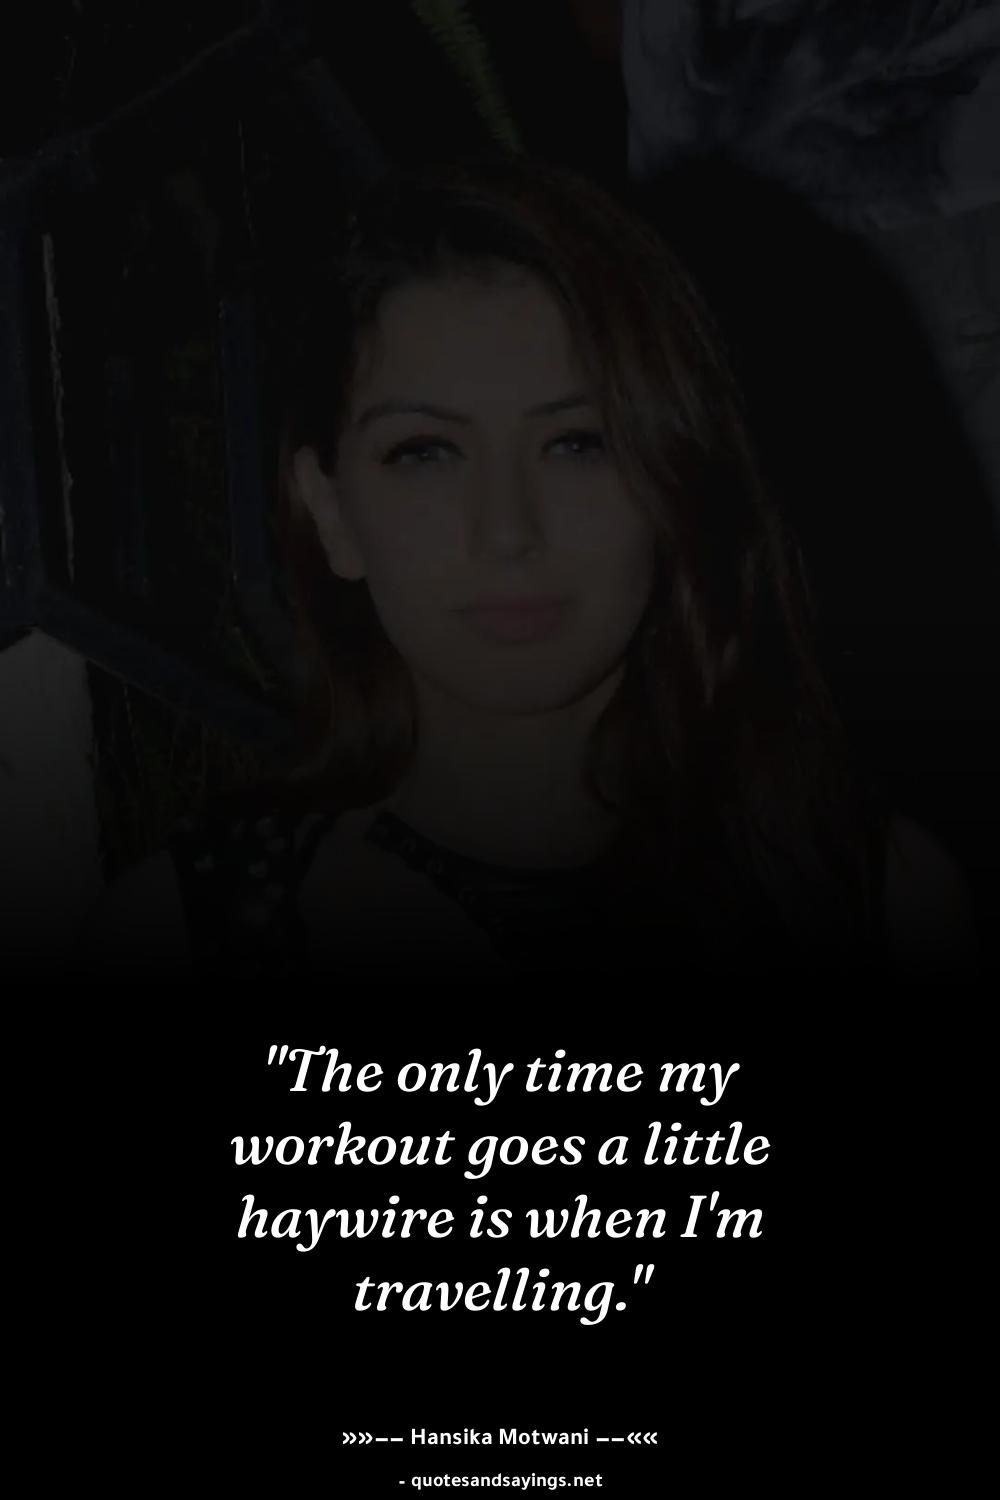 "The only time my
workout goes a little
haywire is when I'm
travelling."
»»−− Hansika Motwani −−««
- quotesandsayings.net